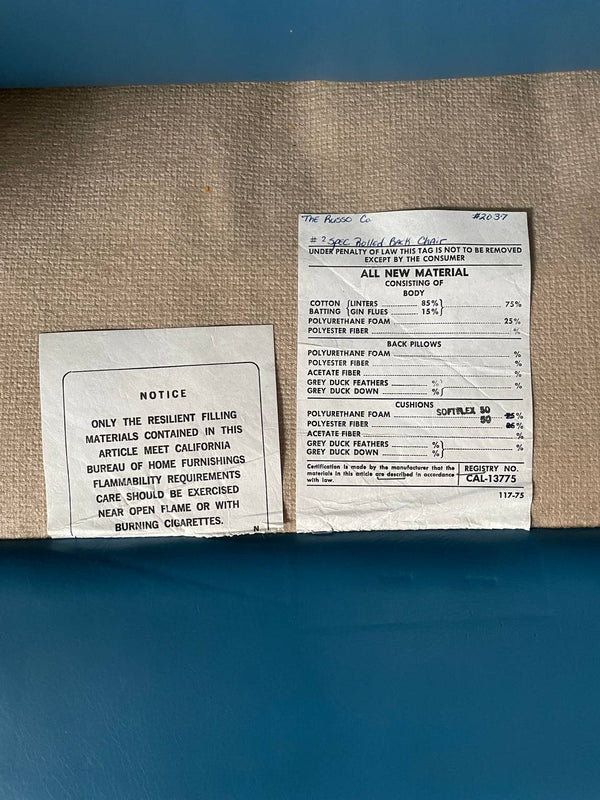 NOTICE
ONLY THE RESILIENT FILLING
MATERIALS CONTAINED IN THIS
ARTICLE MEET CALIFORNIA
BUREAU OF HOME FURNISHINGS
FLAMMABILITY REQUIREMENTS
CARE SHOULD BE EXERCISED
NEAR OPEN FLAME OR WITH
BURNING CIGARETTES.
N
The Russo Co. #2037
# ? Spec Rolled Back Chair
UNDER PENALTY OF LAW THIS TAG IS NOT TO BE REMOVED
EXCEPT BY THE CONSUMER
ALL NEW MATERIAL
CONSISTING OF
BODY
COTTON {LINTERS 85%} 75%
BATTING {GIN FLUES 15%}
POLYURETHANE FOAM 25%
POLYESTER FIBER %
BACK PILLOWS
POLYURETHANE FOAM %
POLYESTER FIBER %
ACETATE FIBER %
GREY DUCK FEATHERS %} %
GREY DUCK DOWN %}
CUSHIONS
POLYURETHANE FOAM SOFTFLEX 50 %
POLYESTER FIBER 50 %
ACETATE FIBER %
GREY DUCK FEATHERS %} %
GREY DUCK DOWN %}
Certification is made by the manufacturer that the
materials in this article are described in accordance
with law.
REGISTRY NO.
CAL-13775
117-75